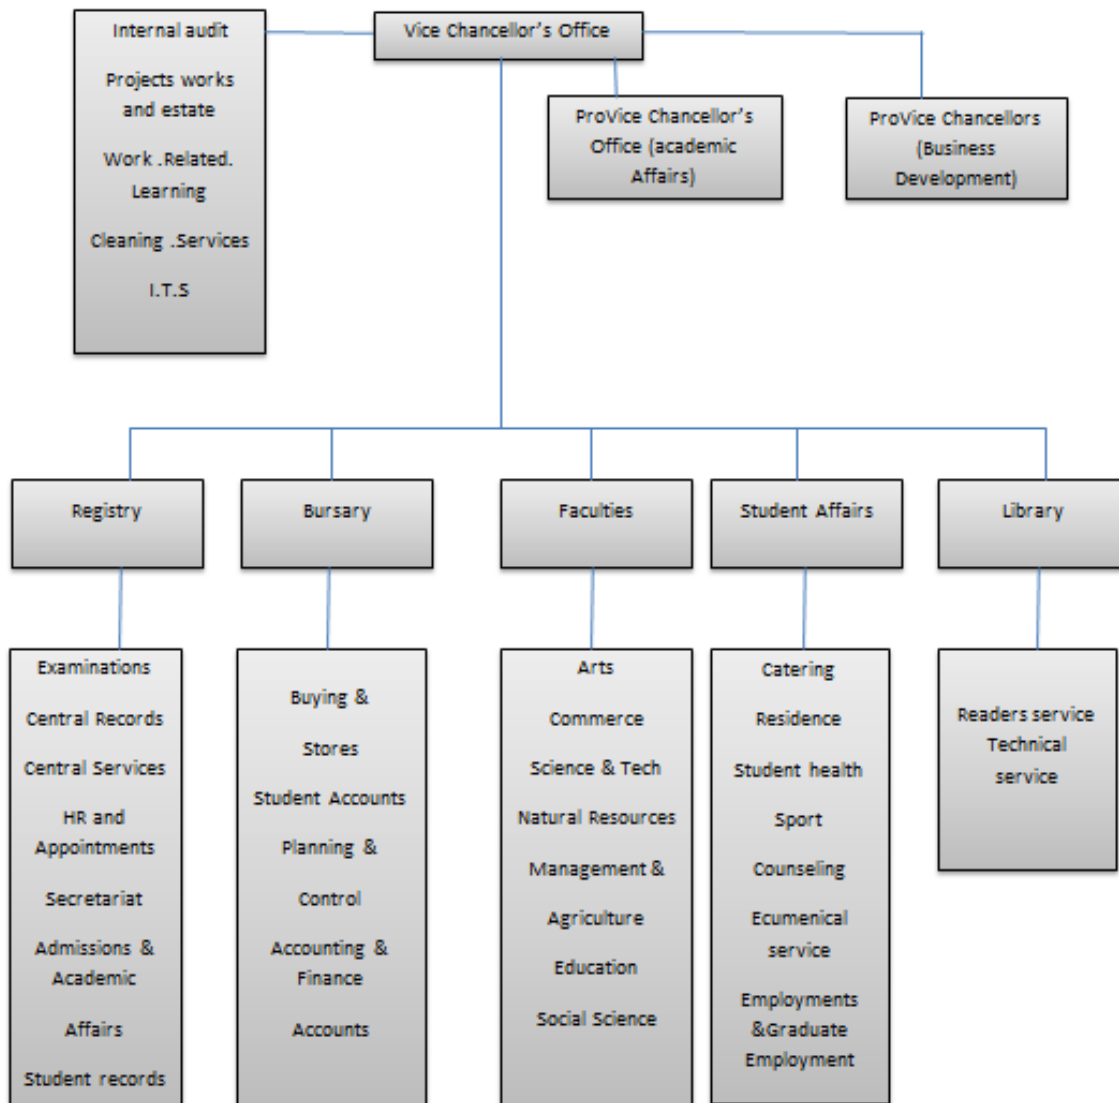 Internal audit
Projects works
and estate
Work .Related.
Learning
Cleaning .Services
I.T.S
Vice Chancellor's Office
ProVice Chancellor's
Office (academic
Affairs)
ProVice Chancellors
(Business
Development)
Registry
Bursary
Faculties
Student Affairs
Library
Examinations
Central Records
Central Services
HR and
Appointments
Secretariat
Admissions &
Academic
Affairs
Student records
Buying &
Stores
Student Accounts
Planning &
Control
Accounting &
Finance
Accounts
Arts
Commerce
Science & Tech
Natural Resources
Management &
Agriculture
Education
Social Science
Catering
Residence
Student health
Sport
Counseling
Ecumenical
service
Employments
&Graduate
Employment
Readers service
Technical
service